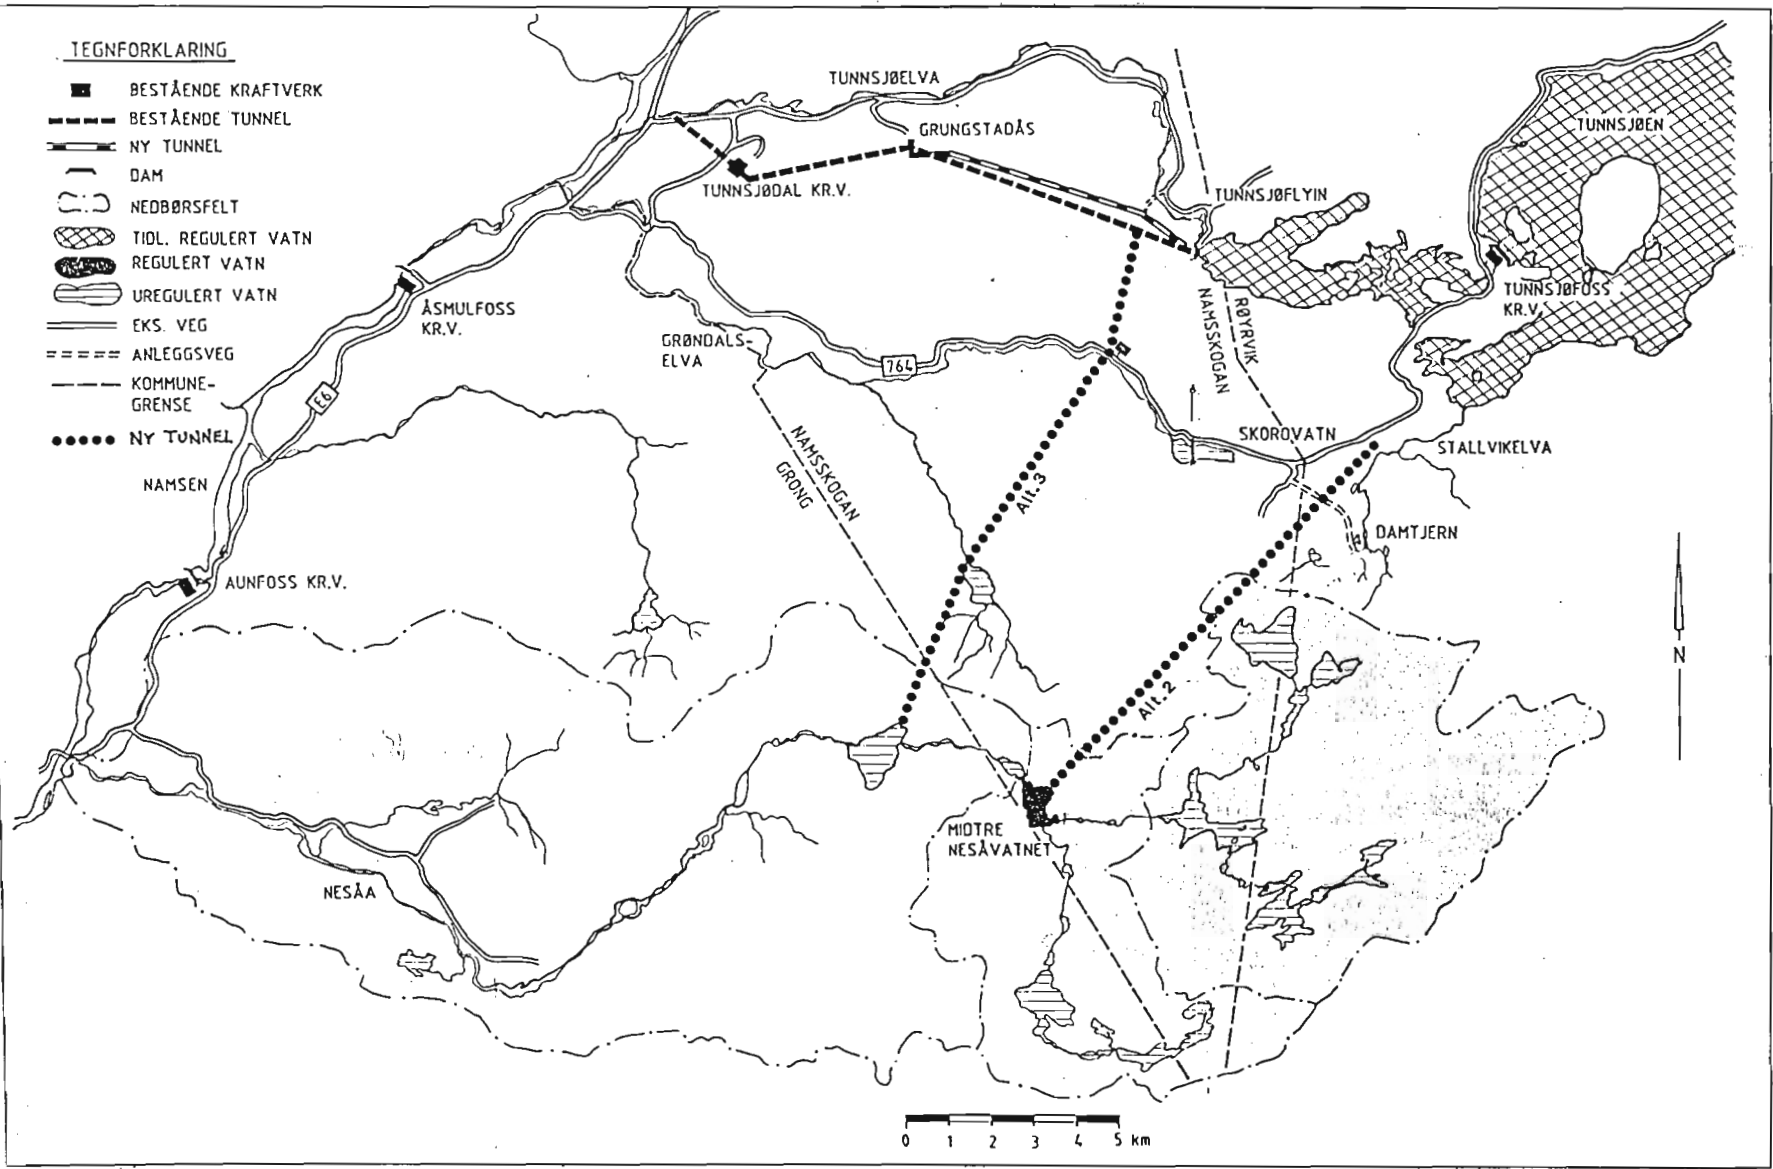 TEGNFORKLARING
BESTÅENDE KRAFTVERK
BESTÅENDE TUNNEL
NY TUNNEL
DAM
NEDBØRSFELT
TIDL. REGULERT VATN
REGULERT VATN
UREGULERT VATN
EKS. VEG
ANLEGGSVEG
KOMMUNE-
GRENSE
NY TUNNEL
TUNNSJØELVA
GRUNGSTADÅS
TUNNSJØEN
TUNNSJØDAL KR.V.
TUNNSJØFLYIN
TUNNSJØFOSS
KR.V.
ÅSMULFOSS
KR.V.
RØYRVIK
NAMSSKOGAN
GRØNDALS-
ELVA
764
E6
NAMSSKOGAN
GRONG
SKOROVATN
STALLVIKELVA
NAMSEN
Alt.3
DAMTJERN
AUNFOSS KR.V.
N
Alt.2
MIDTRE
NESÅVATNET
NESÅA
0 1 2 3 4 5 km